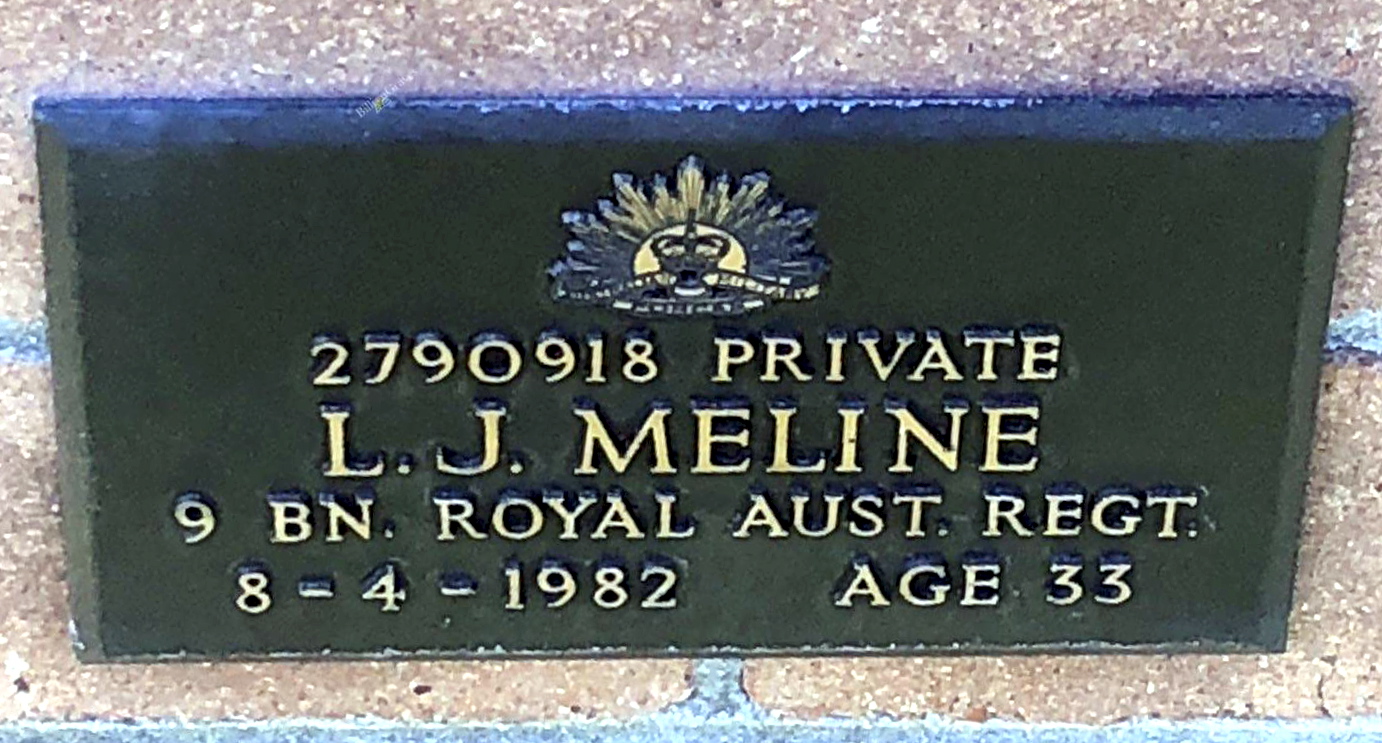 2790918 PRIVATE
L. J. MELINE
9 BN. ROYAL AUST. REGT.
8-4-1982 AGE 33